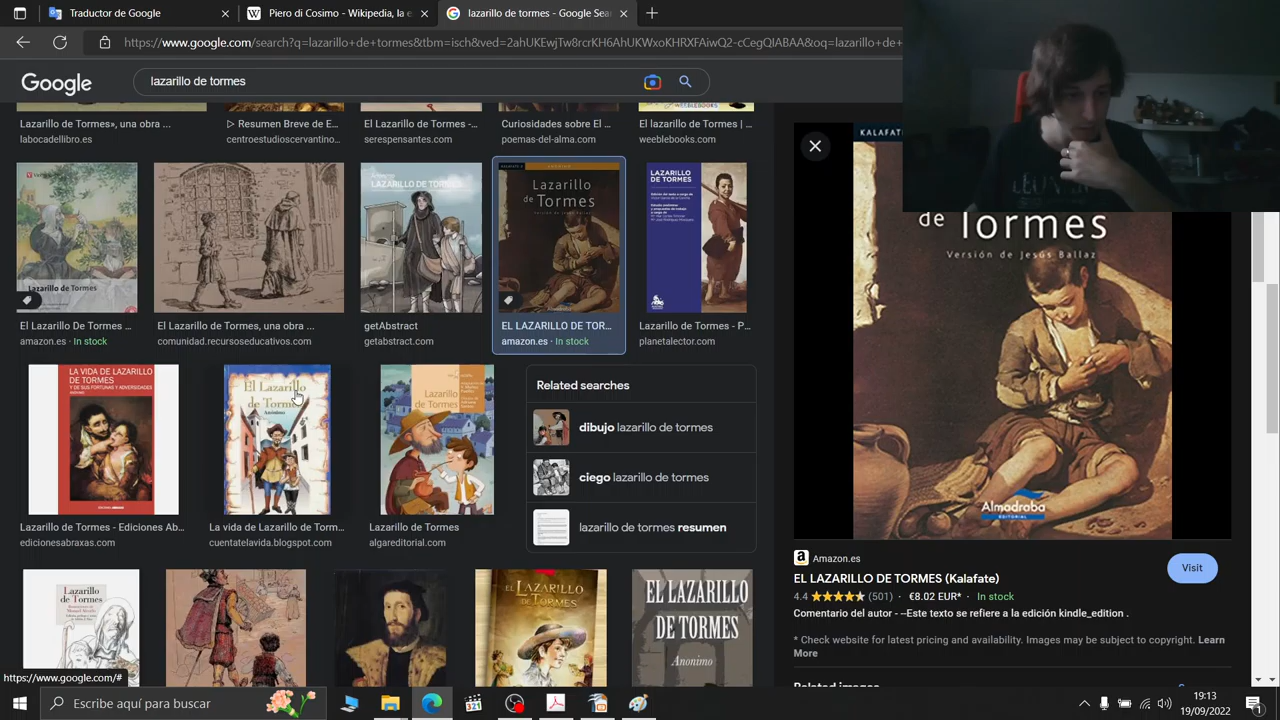 Traductor de Google
Piero di Cosimo - Wikipedia, la e
lazarillo de tormes - Google Sea
https://www.google.com/search?q=lazarillo+de+tormes&tbm=isch&ved=2ahUKEwjTw8rcrKH6AhUKWxoKHRXFAiwQ2-cCegQIABAA&oq=lazarillo+de+
Google
lazarillo de tormes
Lazarillo de Tormes», una obra ...
▷ Resumen Breve de E...
El Lazarillo de Tormes -...
Curiosidades sobre El ...
El lazarillo de Tormes | ...
labocadellibro.es
centroestudioscervantino...
serespensantes.com
poemas-del-alma.com
weeblebooks.com
Lazarillo de Tormes
Anónimo
LAZARILLO DE TORMES
Lazarillo
de Tormes
Versión de Jesús Ballaz
LAZARILLO
DE TORMES
El Lazarillo De Tormes ...
El Lazarillo de Tormes, una obra ...
getAbstract
EL LAZARILLO DE TOR...
Lazarillo de Tormes - P...
amazon.es · In stock
comunidad.recursoseducativos.com
getabstract.com
amazon.es · In stock
planetalector.com
LA VIDA DE LAZARILLO
DE TORMES
Y DE SUS FORTUNAS Y ADVERSIDADES
El Lazarillo
de Tormes
Anónimo
Lazarillo
de Tormes
Lazarillo de Tormes - Ediciones Ab...
La vida de Lazarillo de Tor...
Lazarillo de Tormes
edicionesabraxas.com
cuentatelavida.blogspot.com
algareditorial.com
Related searches
dibujo lazarillo de tormes
ciego lazarillo de tormes
lazarillo de tormes resumen
Lazarillo
de Tormes
EL LAZARILLO
DE TORMES
EL LAZARILLO
DE TORMES
Anonimo
KALAFATE
de Tormes
Versión de Jesús Ballaz
Almadraba
EDITORIAL
Amazon.es
EL LAZARILLO DE TORMES (Kalafate)
Visit
4.4 ★★★★★ (501) · €8.02 EUR* · In stock
Comentario del autor - --Este texto se refiere a la edición kindle_edition .
* Check website for latest pricing and availability. Images may be subject to copyright. Learn
More
Related images
https://www.google.com/#
Escribe aquí para buscar
321
19:13
19/09/2022
1